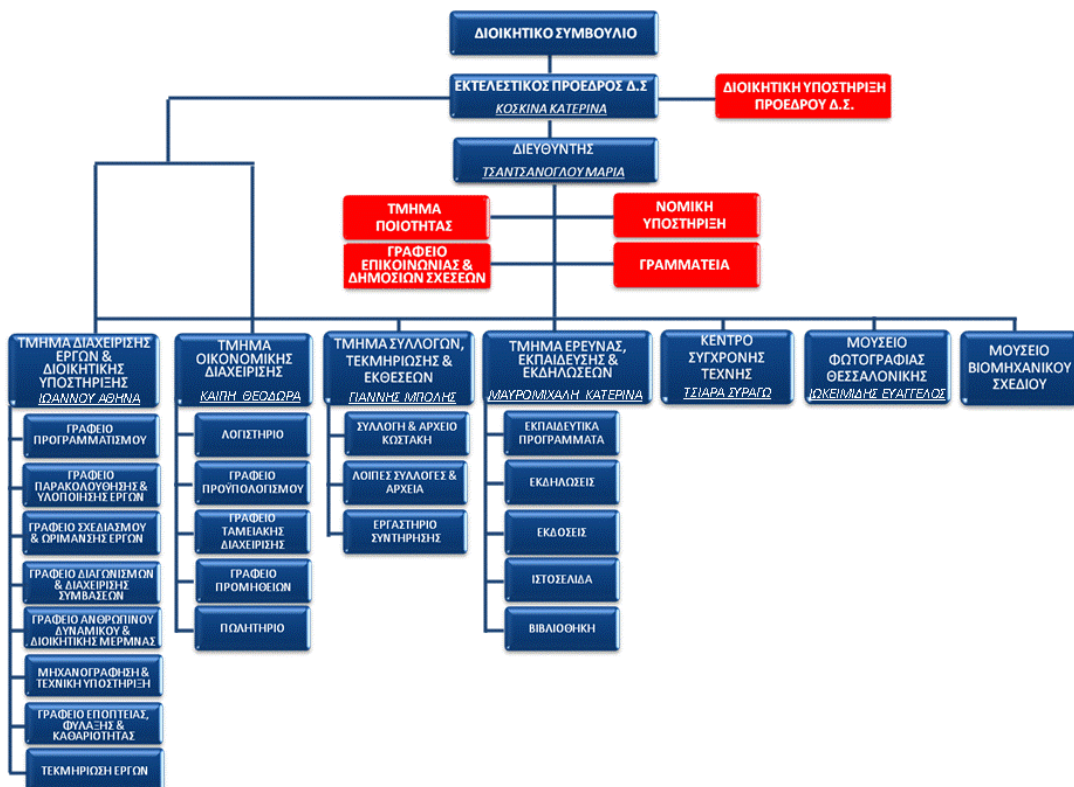 ΔΙΟΙΚΗΤΙΚΟ ΣΥΜΒΟΥΛΙΟ
ΕΚΤΕΛΕΣΤΙΚΟΣ ΠΡΟΕΔΡΟΣ Δ.Σ
ΚΟΣΚΙΝΑ ΚΑΤΕΡΙΝΑ
ΔΙΟΙΚΗΤΙΚΗ ΥΠΟΣΤΗΡΙΞΗ
ΠΡΟΕΔΡΟΥ Δ.Σ.
ΔΙΕΥΘΥΝΤΗΣ
ΤΣΑΝΤΣΑΝΟΓΛΟΥ ΜΑΡΙΑ
ΤΜΗΜΑ
ΠΟΙΟΤΗΤΑΣ
ΝΟΜΙΚΗ
ΥΠΟΣΤΗΡΙΞΗ
ΓΡΑΦΕΙΟ
ΕΠΙΚΟΙΝΩΝΙΑΣ &
ΔΗΜΟΣΙΩΝ ΣΧΕΣΕΩΝ
ΓΡΑΜΜΑΤΕΙΑ
ΤΜΗΜΑ ΔΙΑΧΕΙΡΙΣΗΣ
ΕΡΓΩΝ &
ΔΙΟΙΚΗΤΙΚΗΣ
ΥΠΟΣΤΗΡΙΞΗΣ
ΙΩΑΝΝΟΥ ΑΘΗΝΑ
ΓΡΑΦΕΙΟ
ΠΡΟΓΡΑΜΜΑΤΙΣΜΟΥ
ΓΡΑΦΕΙΟ
ΠΑΡΑΚΟΛΟΥΘΗΣΗΣ &
ΥΛΟΠΟΙΗΣΗΣ ΕΡΓΩΝ
ΓΡΑΦΕΙΟ ΣΧΕΔΙΑΣΜΟΥ
& ΩΡΙΜΑΝΣΗΣ ΕΡΓΩΝ
ΓΡΑΦΕΙΟ ΔΙΑΓΩΝΙΣΜΩΝ
& ΔΙΑΧΕΙΡΙΣΗΣ
ΣΥΜΒΑΣΕΩΝ
ΓΡΑΦΕΙΟ ΑΝΘΡΩΠΙΝΟΥ
ΔΥΝΑΜΙΚΟΥ &
ΔΙΟΙΚΗΤΙΚΗΣ ΜΕΡΜΝΑΣ
ΜΗΧΑΝΟΓΡΑΦΗΣΗ &
ΤΕΧΝΙΚΗ ΥΠΟΣΤΗΡΙΞΗ
ΓΡΑΦΕΙΟ ΕΠΟΠΤΕΙΑΣ,
ΦΥΛΑΞΗΣ &
ΚΑΘΑΡΙΟΤΗΤΑΣ
ΤΕΚΜΗΡΙΩΣΗ ΕΡΓΩΝ
ΤΜΗΜΑ
ΟΙΚΟΝΟΜΙΚΗΣ
ΔΙΑΧΕΙΡΙΣΗΣ
ΚΑΙΠΗ ΘΕΟΔΩΡΑ
ΛΟΓΙΣΤΗΡΙΟ
ΓΡΑΦΕΙΟ
ΠΡΟΫΠΟΛΟΓΙΣΜΟΥ
ΓΡΑΦΕΙΟ
ΤΑΜΕΙΑΚΗΣ
ΔΙΑΧΕΙΡΙΣΗΣ
ΓΡΑΦΕΙΟ
ΠΡΟΜΗΘΕΙΩΝ
ΠΩΛΗΤΗΡΙΟ
ΤΜΗΜΑ ΣΥΛΛΟΓΩΝ,
ΤΕΚΜΗΡΙΩΣΗΣ &
ΕΚΘΕΣΕΩΝ
ΓΙΑΝΝΗΣ ΜΠΟΛΗΣ
ΣΥΛΛΟΓΗ & ΑΡΧΕΙΟ
ΚΩΣΤΑΚΗ
ΛΟΙΠΕΣ ΣΥΛΛΟΓΕΣ &
ΑΡΧΕΙΑ
ΕΡΓΑΣΤΗΡΙΟ
ΣΥΝΤΗΡΗΣΗΣ
ΤΜΗΜΑ ΕΡΕΥΝΑΣ,
ΕΚΠΑΙΔΕΥΣΗΣ &
ΕΚΔΗΛΩΣΕΩΝ
ΜΑΥΡΟΜΙΧΑΛΗ ΚΑΤΕΡΙΝΑ
ΕΚΠΑΙΔΕΥΤΙΚΑ
ΠΡΟΓΡΑΜΜΑΤΑ
ΕΚΔΗΛΩΣΕΙΣ
ΕΚΔΟΣΕΙΣ
ΙΣΤΟΣΕΛΙΔΑ
ΒΙΒΛΙΟΘΗΚΗ
ΚΕΝΤΡΟ
ΣΥΓΧΡΟΝΗΣ
ΤΕΧΝΗΣ
ΤΣΙΑΡΑ ΣΥΡΑΓΩ
ΜΟΥΣΕΙΟ
ΦΩΤΟΓΡΑΦΙΑΣ
ΘΕΣΣΑΛΟΝΙΚΗΣ
ΙΩΚΕΙΜΙΔΗΣ ΕΥΑΓΓΕΛΟΣ
ΜΟΥΣΕΙΟ
ΒΙΟΜΗΧΑΝΙΚΟΥ
ΣΧΕΔΙΟΥ